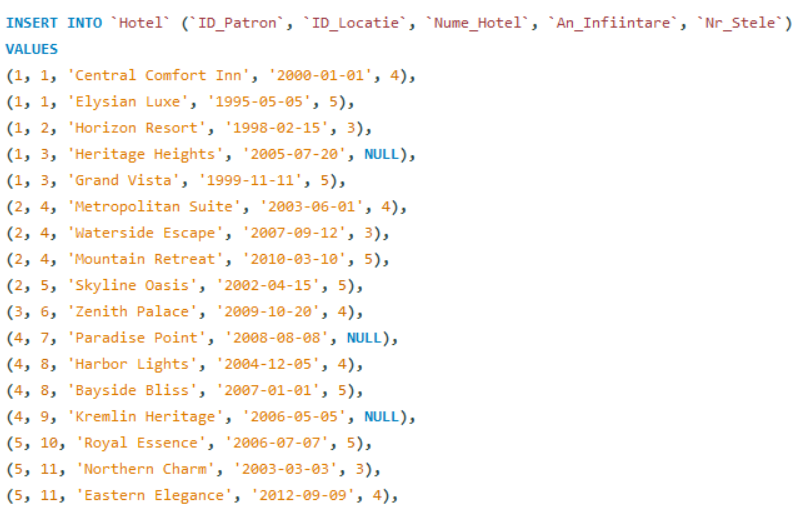 INSERT INTO `Hotel` (`ID_Patron`, `ID_Locatie`, `Nume_Hotel`, `An_Infiintare`, `Nr_Stele`)
VALUES
(1, 1, 'Central Comfort Inn', '2000-01-01', 4),
(1, 1, 'Elysian Luxe', '1995-05-05', 5),
(1, 2, 'Horizon Resort', '1998-02-15', 3),
(1, 3, 'Heritage Heights', '2005-07-20', NULL),
(1, 3, 'Grand Vista', '1999-11-11', 5),
(2, 4, 'Metropolitan Suite', '2003-06-01', 4),
(2, 4, 'Waterside Escape', '2007-09-12', 3),
(2, 4, 'Mountain Retreat', '2010-03-10', 5),
(2, 5, 'Skyline Oasis', '2002-04-15', 5),
(3, 6, 'Zenith Palace', '2009-10-20', 4),
(4, 7, 'Paradise Point', '2008-08-08', NULL),
(4, 8, 'Harbor Lights', '2004-12-05', 4),
(4, 8, 'Bayside Bliss', '2007-01-01', 5),
(4, 9, 'Kremlin Heritage', '2006-05-05', NULL),
(5, 10, 'Royal Essence', '2006-07-07', 5),
(5, 11, 'Northern Charm', '2003-03-03', 3),
(5, 11, 'Eastern Elegance', '2012-09-09', 4),